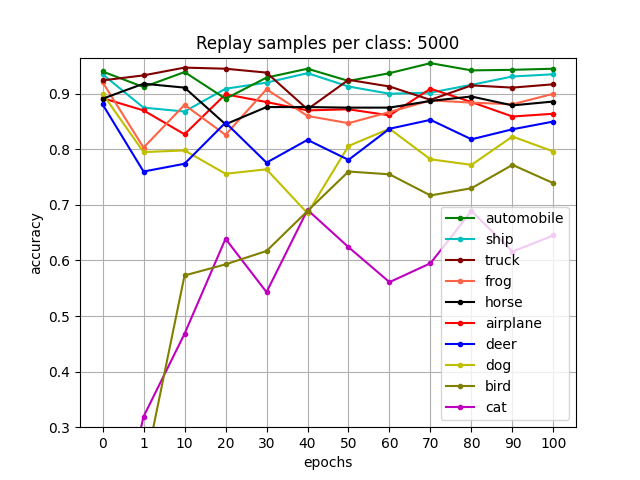 Replay samples per class: 5000
accuracy
0.9
0.8
0.7
0.6
0.5
0.4
0.3
automobile
ship
truck
frog
horse
airplane
deer
dog
bird
cat
0 1 10 20 30 40 50 60 70 80 90 100
epochs